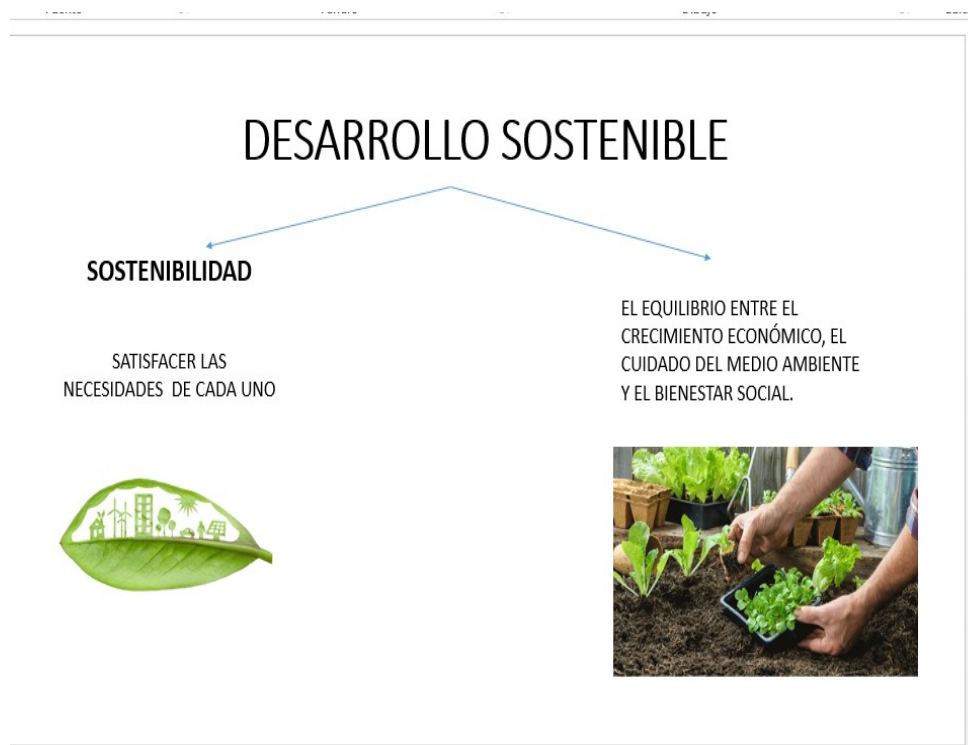 DESARROLLO SOSTENIBLE
SOSTENIBILIDAD
SATISFACER LAS
NECESIDADES DE CADA UNO
EL EQUILIBRIO ENTRE EL
CRECIMIENTO ECONÓMICO, EL
CUIDADO DEL MEDIO AMBIENTE
Y EL BIENESTAR SOCIAL.